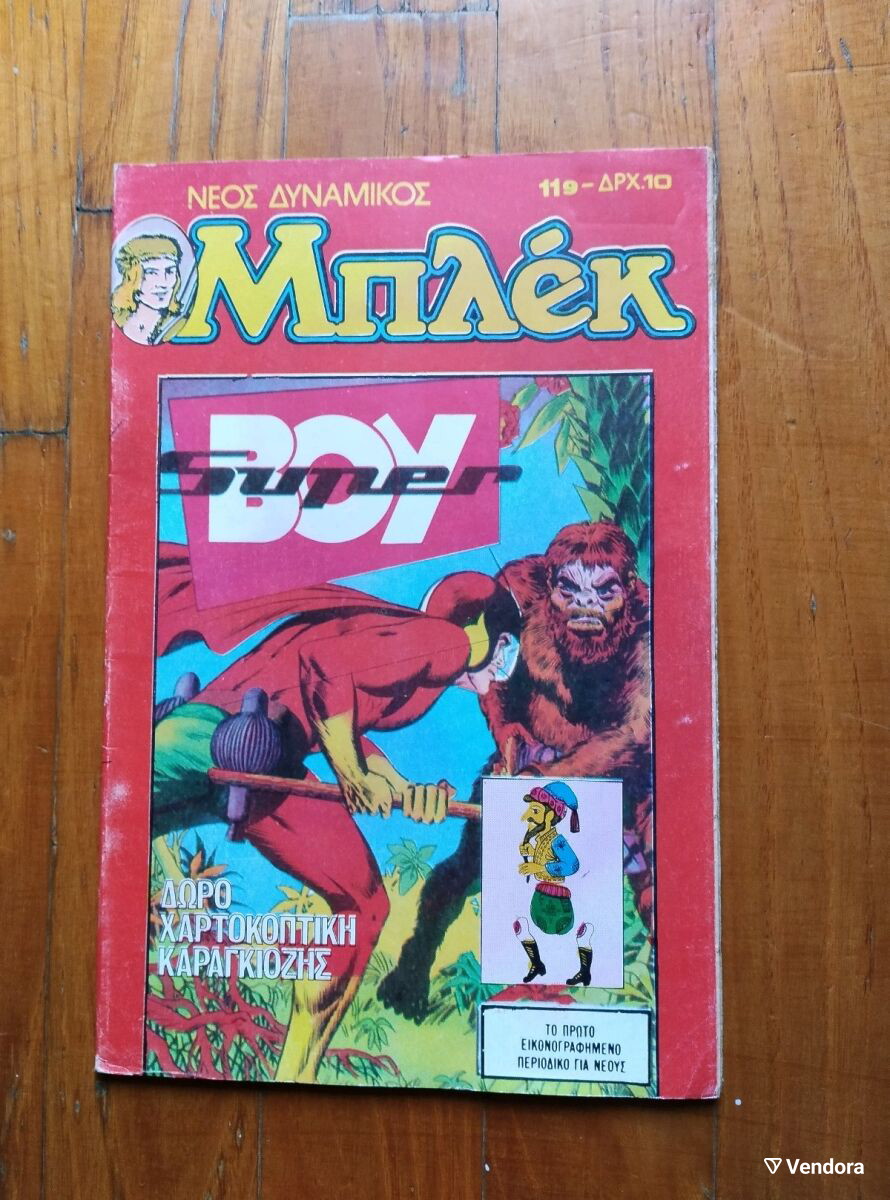 ΝΕΟΣ ΔΥΝΑΜΙΚΟΣ
119-ΔΡΧ.10
Μπλέκ
Super BOY
ΔΩΡΟ
ΧΑΡΤΟΚΟΠΤΙΚΗ
ΚΑΡΑΓΚΙΟΖΗΣ
ΤΟ ΠΡΩΤΟ
ΕΙΚΟΝΟΓΡΑΦΗΜΕΝΟ
ΠΕΡΙΟΔΙΚΟ ΓΙΑ ΝΕΟΥΣ
Vendora